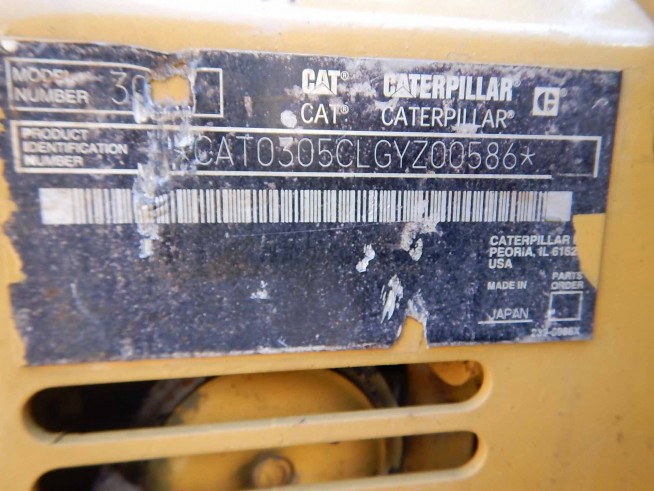 MODEL NUMBER 30
CAT® CATERPILLAR®
CAT® CATERPILLAR®
PRODUCT IDENTIFICATION NUMBER *CAT0305CLGYZ00586*
CATERPILLAR
PEORIA, IL 6152
USA
MADE IN
PARTS ORDER
JAPAN